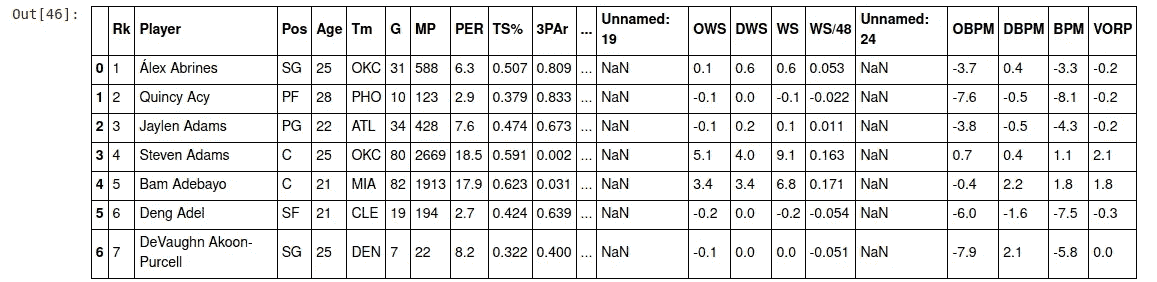 Out[46]:
Rk Player Pos Age Tm G MP PER TS% 3PAr ... Unnamed: 19 OWS DWS WS WS/48 Unnamed: 24 OBPM DBPM BPM VORP
0 1 Álex Abrines SG 25 OKC 31 588 6.3 0.507 0.809 ... NaN 0.1 0.6 0.6 0.053 NaN -3.7 0.4 -3.3 -0.2
1 2 Quincy Acy PF 28 PHO 10 123 2.9 0.379 0.833 ... NaN -0.1 0.0 -0.1 -0.022 NaN -7.6 -0.5 -8.1 -0.2
2 3 Jaylen Adams PG 22 ATL 34 428 7.6 0.474 0.673 ... NaN -0.1 0.2 0.1 0.011 NaN -3.8 -0.5 -4.3 -0.2
3 4 Steven Adams C 25 OKC 80 2669 18.5 0.591 0.002 ... NaN 5.1 4.0 9.1 0.163 NaN 0.7 0.4 1.1 2.1
4 5 Bam Adebayo C 21 MIA 82 1913 17.9 0.623 0.031 ... NaN 3.4 3.4 6.8 0.171 NaN -0.4 2.2 1.8 1.8
5 6 Deng Adel SF 21 CLE 19 194 2.7 0.424 0.639 ... NaN -0.2 0.0 -0.2 -0.054 NaN -6.0 -1.6 -7.5 -0.3
6 7 DeVaughn Akoon-Purcell SG 25 DEN 7 22 8.2 0.322 0.400 ... NaN -0.1 0.0 0.0 -0.051 NaN -7.9 2.1 -5.8 0.0